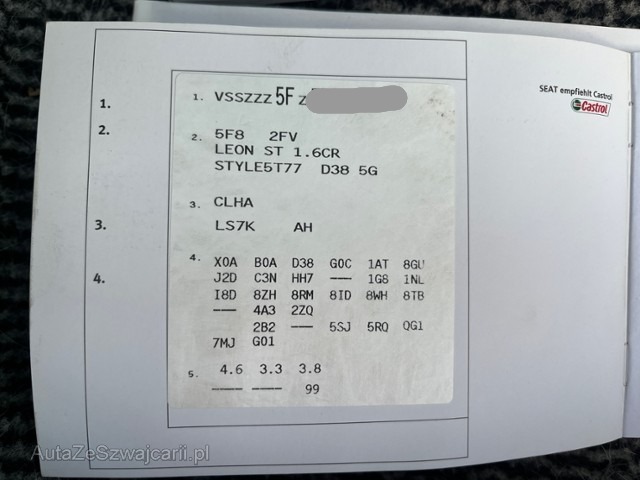 SEAT empfiehlt Castrol
Castrol
1.
1. VSSZZZ 5F Z
2.
2. 5F8 2FV
LEON ST 1.6CR
STYLE5T77 D38 5G
3. CLHA
3.
LS7K AH
4.
4. X0A B0A D38 G0C 1AT 8GU
J2D C3N HH7 --- 1G8 1NL
I8D 8ZH 8RM 8ID 8WH 8TB
--- 4A3 2ZQ
2B2 --- 5SJ 5RQ QG1
7MJ G01
5. 4.6 3.3 3.8
---- ---- 99
AutaZeSzwajcarii.pl